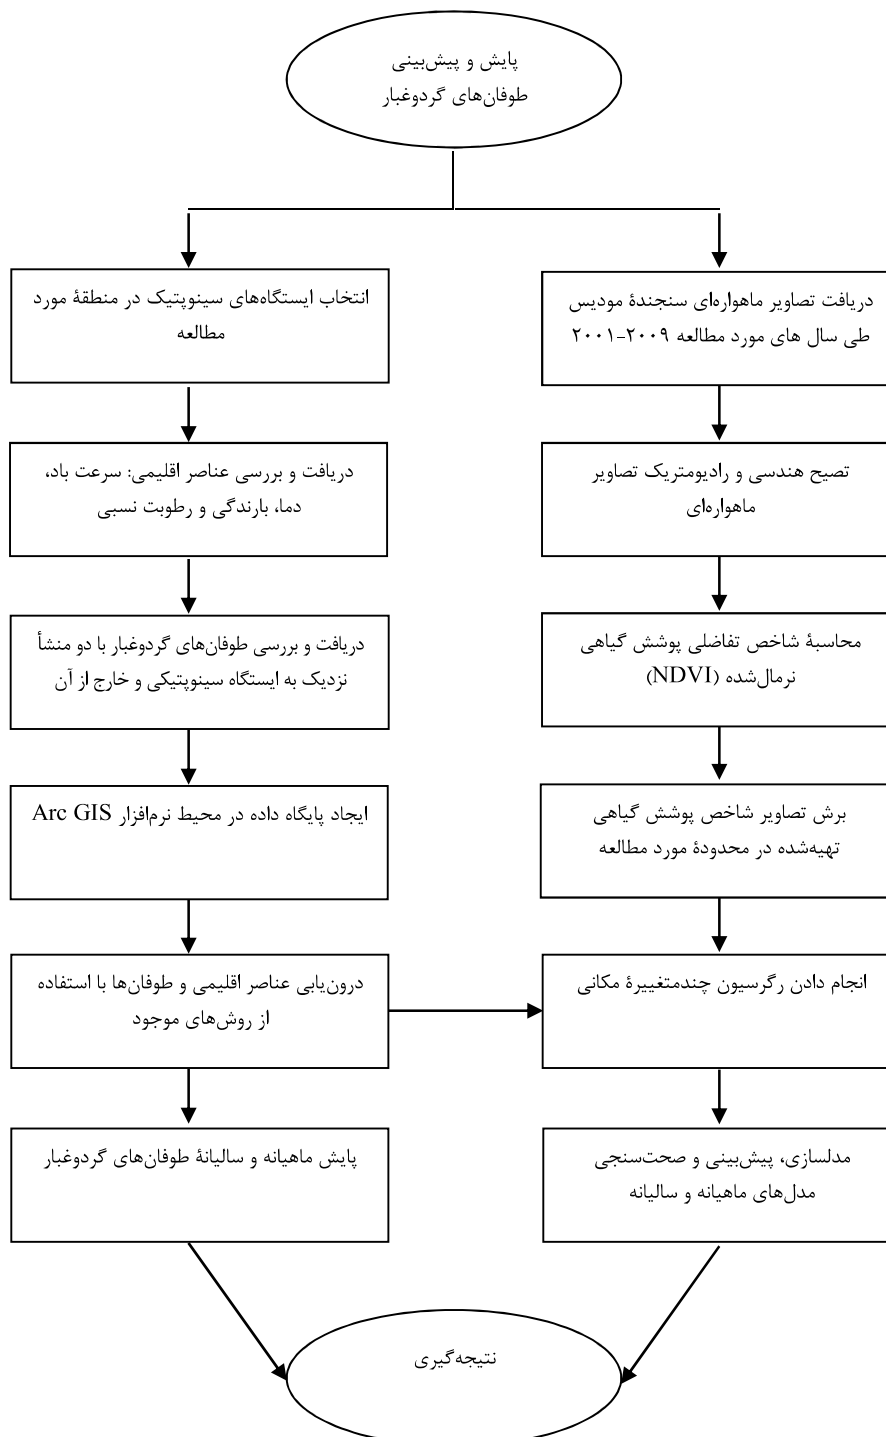 پایش و پیش‌بینی
طوفان‌های گردوغبار
دریافت تصاویر ماهواره‌ای سنجندهٔ مودیس
طی سال های مورد مطالعه ۲۰۰۹-۲۰۰۱
تصیح هندسی و رادیومتریک تصاویر
ماهواره‌ای
محاسبهٔ شاخص تفاضلی پوشش گیاهی
نرمال‌شده (NDVI)
برش تصاویر شاخص پوشش گیاهی
تهیه‌شده در محدودهٔ مورد مطالعه
انجام دادن رگرسیون چندمتغییرهٔ مکانی
مدلسازی، پیش‌بینی و صحت‌سنجی
مدل‌های ماهیانه و سالیانه
انتخاب ایستگاه‌های سینوپتیک در منطقهٔ مورد
مطالعه
دریافت و بررسی عناصر اقلیمی: سرعت باد،
دما، بارندگی و رطوبت نسبی
دریافت و بررسی طوفان‌های گردوغبار با دو منشأ
نزدیک به ایستگاه سینوپتیکی و خارج از آن
ایجاد پایگاه داده در محیط نرم‌افزار Arc GIS
درون‌یابی عناصر اقلیمی و طوفان‌ها با استفاده
از روش‌های موجود
پایش ماهیانه و سالیانهٔ طوفان‌های گردوغبار
نتیجه‌گیری